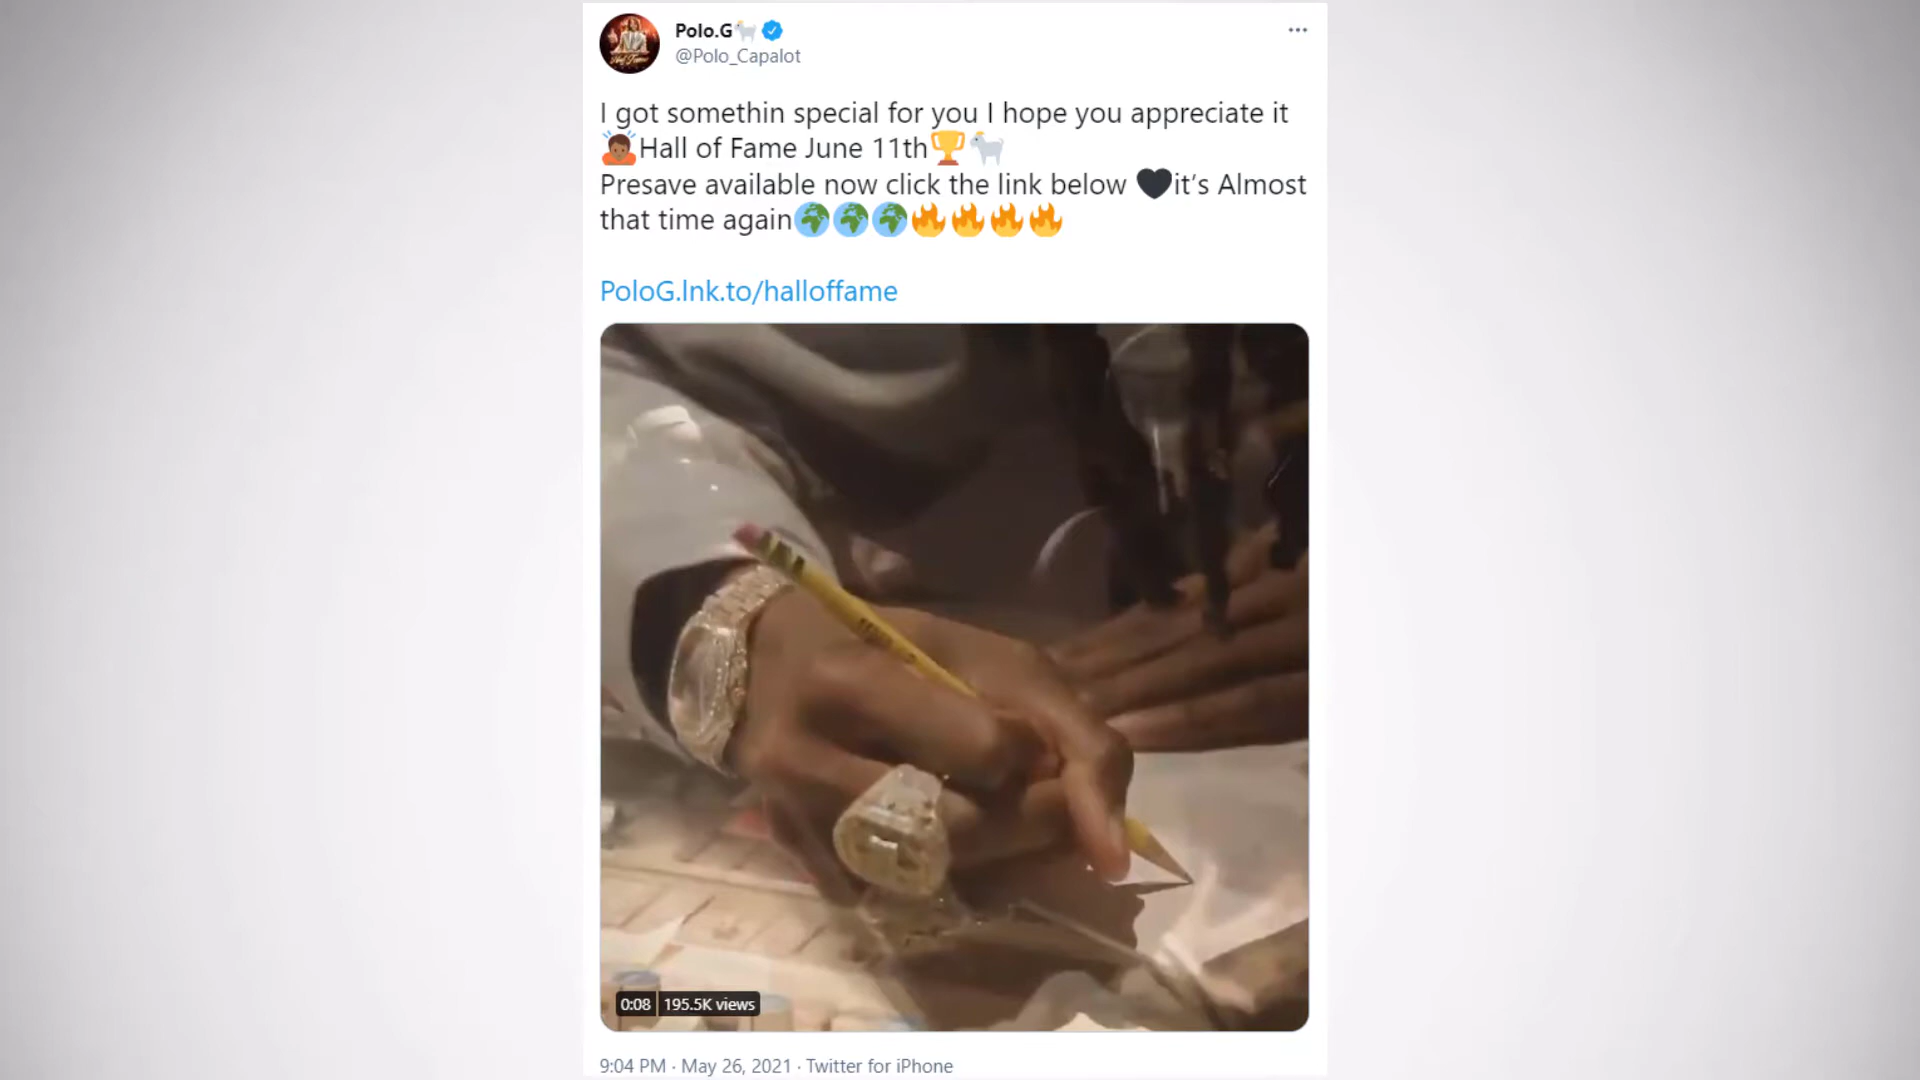 Polo.G🐐
@Polo_Capalot
I got somethin special for you I hope you appreciate it
🙇🏾Hall of Fame June 11th🏆🐐
Presave available now click the link below 🖤it’s Almost
that time again🌍🌍🌍🔥🔥🔥🔥
PoloG.lnk.to/halloffame
0:08 195.5K views
9:04 PM · May 26, 2021 · Twitter for iPhone